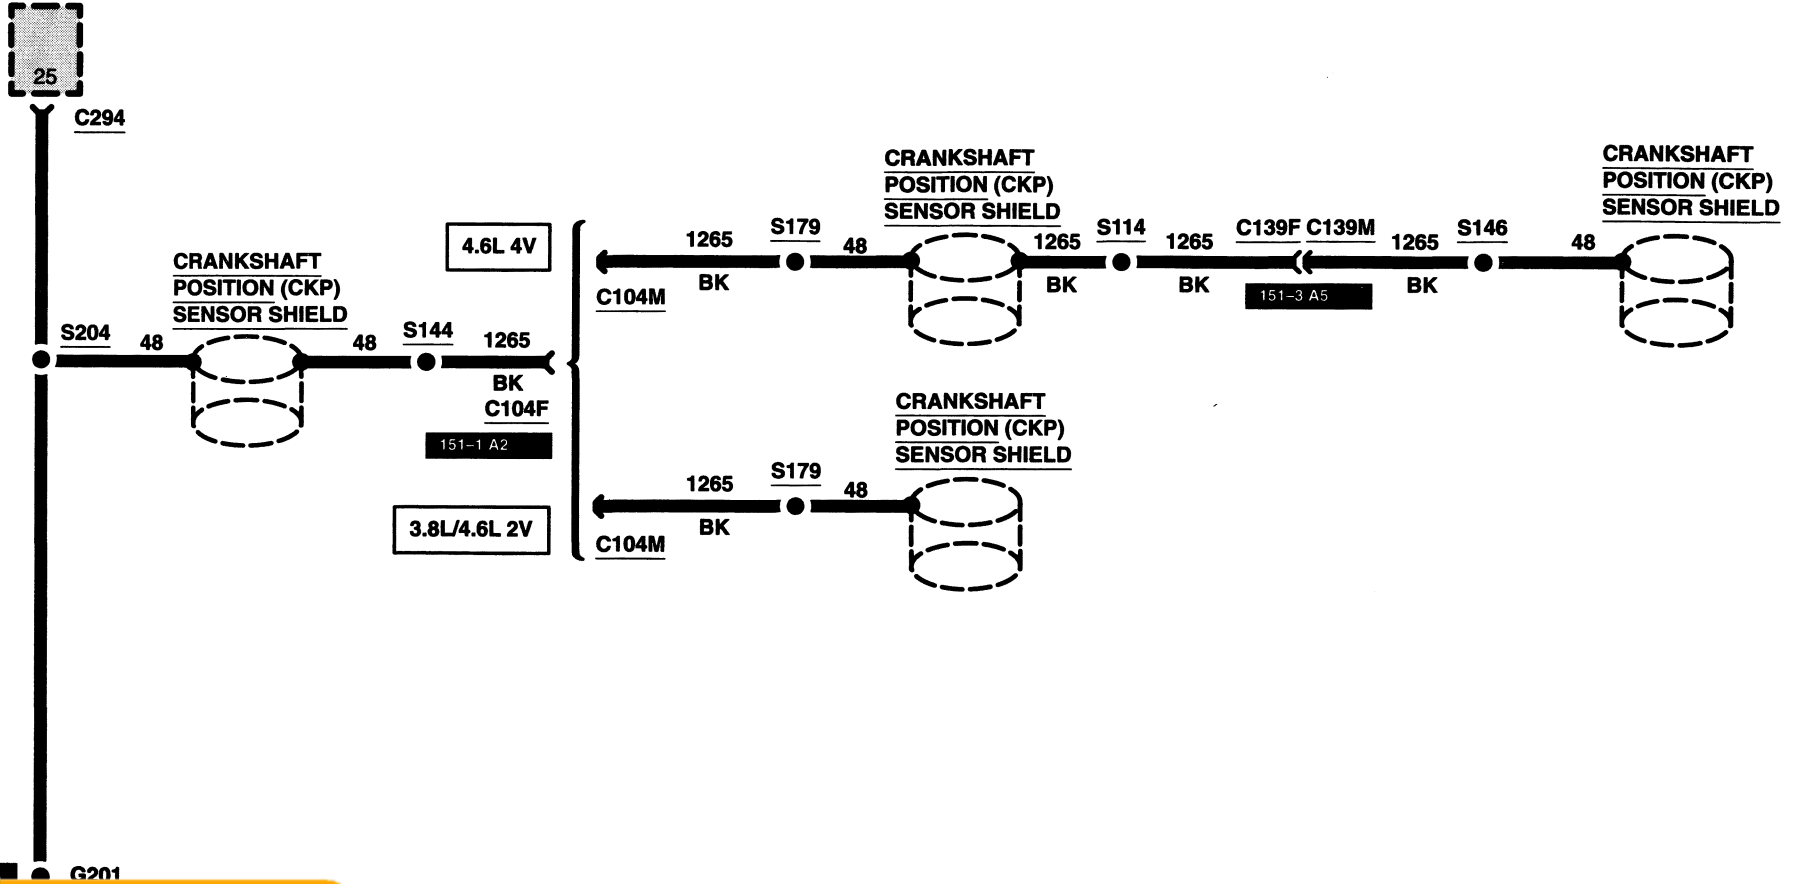 25
C294
S204
48
CRANKSHAFT
POSITION (CKP)
SENSOR SHIELD
48
S144
1265
BK
C104F
151-1 A2
4.6L 4V
3.8L/4.6L 2V
1265
BK
C104M
S179
48
CRANKSHAFT
POSITION (CKP)
SENSOR SHIELD
1265
BK
S114
1265
BK
C139F C139M
151-3 A5
1265
BK
S146
48
CRANKSHAFT
POSITION (CKP)
SENSOR SHIELD
1265
BK
C104M
S179
48
CRANKSHAFT
POSITION (CKP)
SENSOR SHIELD
G201